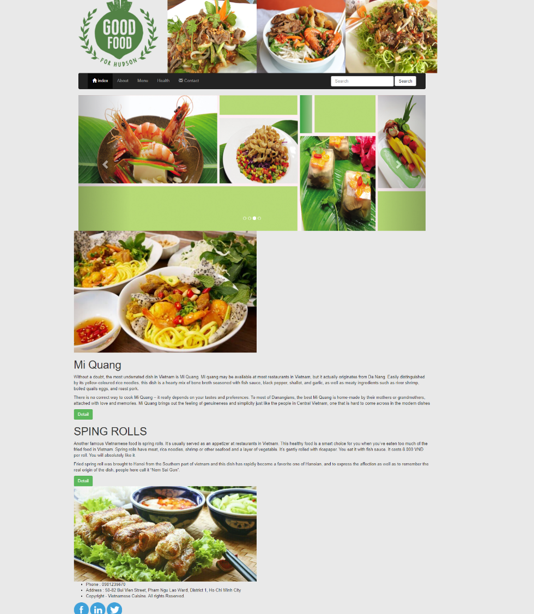 GOOD
FOOD
FOR HUDSON
Index About Menu Health Contact Search Search
Mi Quang
Without a doubt, the most underrated dish in Vietnam is Mi Quang. Mi quang may be available at most restaurants in Vietnam, but it actually originates from Da Nang. Easily distinguished
by its yellow-coloured rice noodles, this dish is a hearty mix of bone broth seasoned with fish sauce, black pepper, shallot, and garlic, as well as meaty ingredients such as river shrimp,
boiled quails eggs, and roast pork.
There is no correct way to cook Mi Quang - it really depends on your tastes and preferences. To most of Danangians, the best Mi Quang is home made by their mothers or grandmothers,
attached with love and memories. Mi Quang brings out the feeling of genuineness and simplicity just like the people in Central Vietnam, one that is hard to come across in the modern dishes
Detail
SPING ROLLS
Another famous Vietnamese food is spring rolls. It's usually served as an appetizer at restaurants in Vietnam. This healthy food is a smart choice for you when you've eaten too much of the
fried food in Vietnam. Spring rolls have meat, rice noodles, shrimp or other seafood and a layer of vegetable. It's gently rolled with ricepaper. You eat it with fish sauce. It costs 8.000 VND
per roll. You will absolutely like it.
Fried spring roll was brought to Hanoi from the Southern part of vietnam and this dish has rapidly become a favorite one of Hanoian, and to express the affection as well as to remember the
real origin of the dish, people here call it "Nem Sai Gon".
Detail
Phone : 0981239870
Address : 50-82 Bui Vien Street, Pham Ngu Lao Ward, District 1, Ho Chi Minh City
Copyright - Vietnamese Cuisine. All rights Reserved